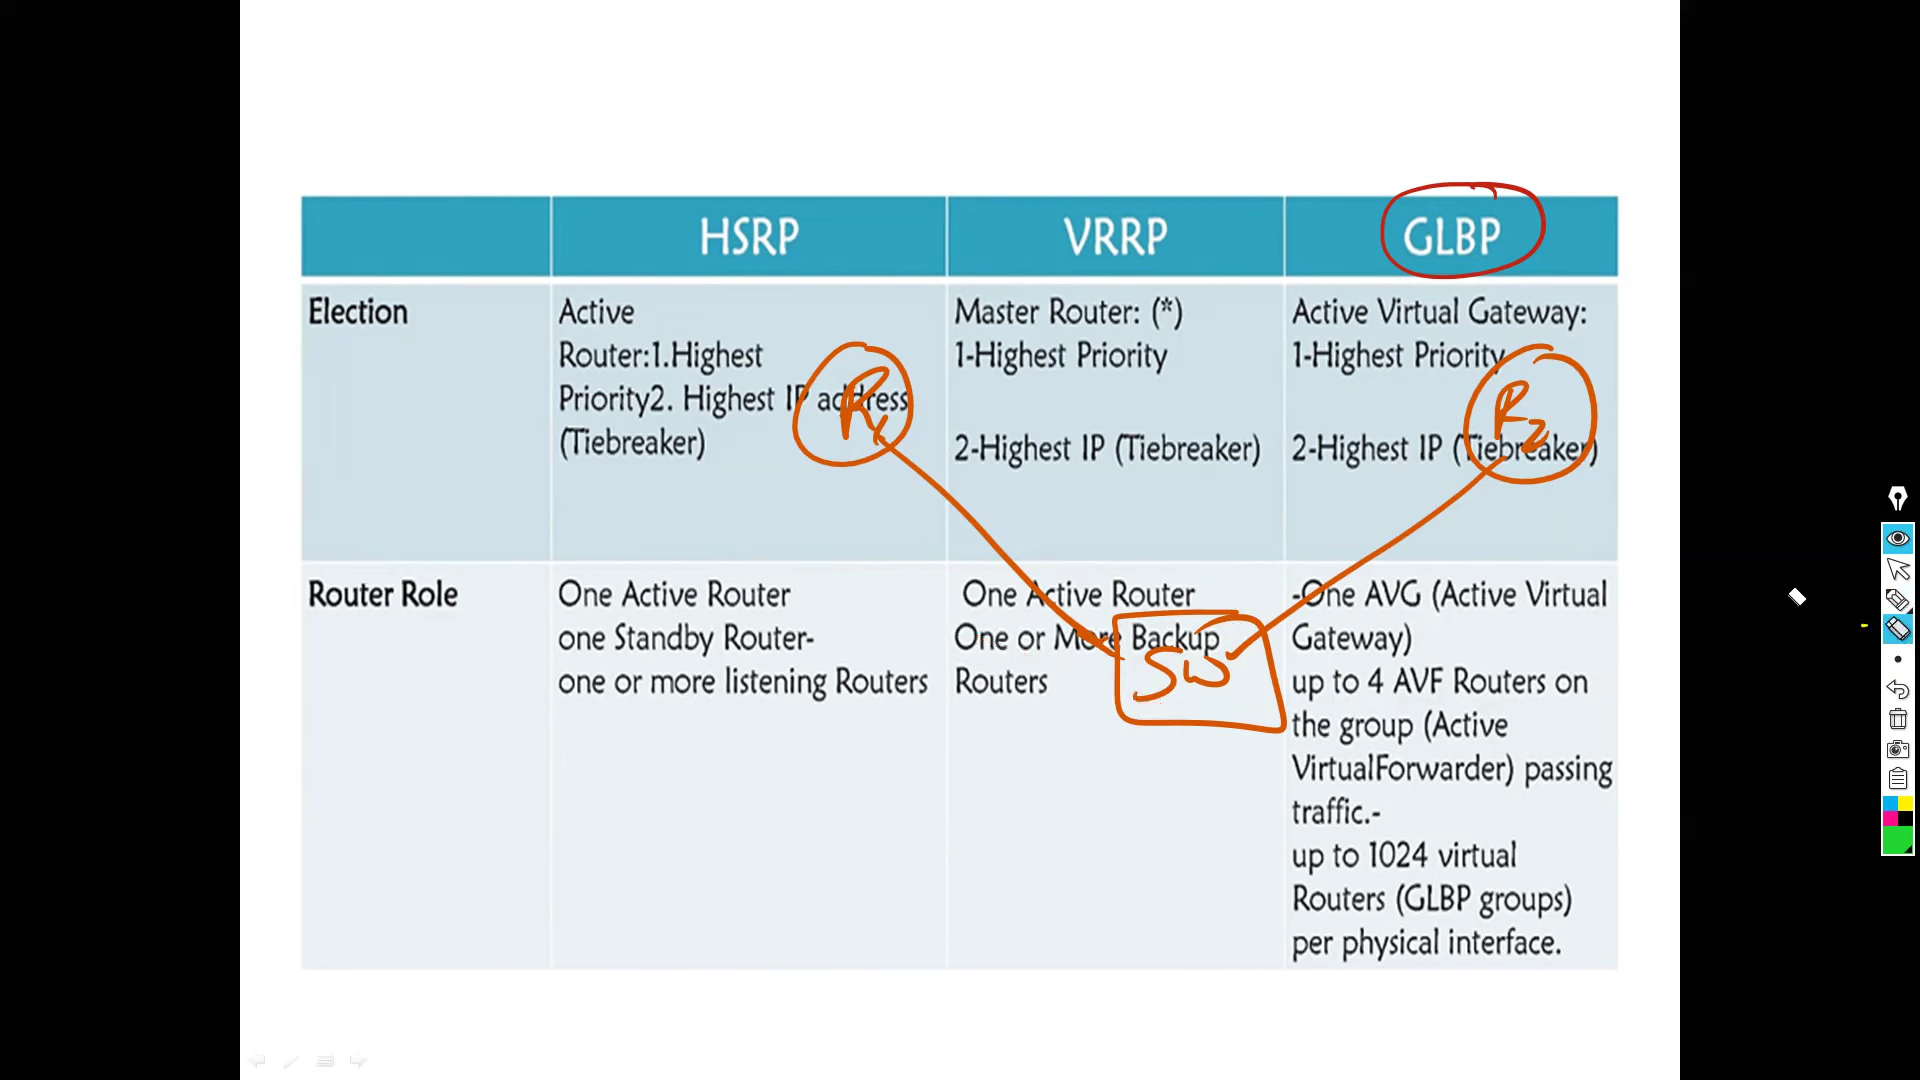 HSRP VRRP GLBP
Election
Active
Router:1.Highest
Priority2. Highest IP address
(Tiebreaker)
Master Router: (*)
1-Highest Priority
2-Highest IP (Tiebreaker)
Active Virtual Gateway:
1-Highest Priority
2-Highest IP (Tiebreaker)
R1
R2
Router Role
One Active Router
one Standby Router-
one or more listening Routers
One Active Router
One or More Backup
Routers
SW
-One AVG (Active Virtual
Gateway)
up to 4 AVF Routers on
the group (Active
VirtualForwarder) passing
traffic.-
up to 1024 virtual
Routers (GLBP groups)
per physical interface.